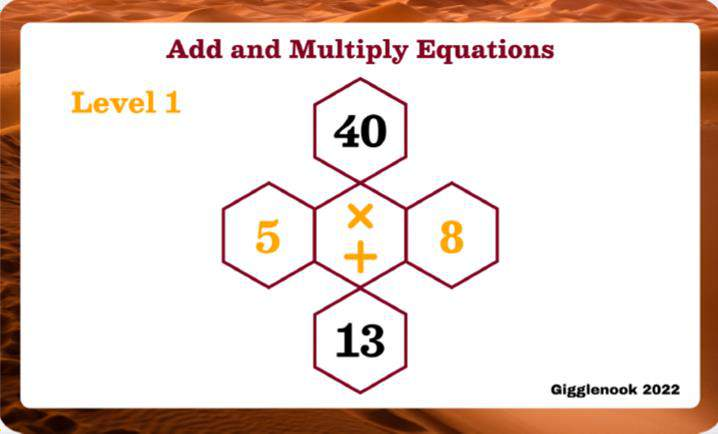 Add and Multiply Equations
Level 1
40
5 × 8
+
13
Gigglenook 2022